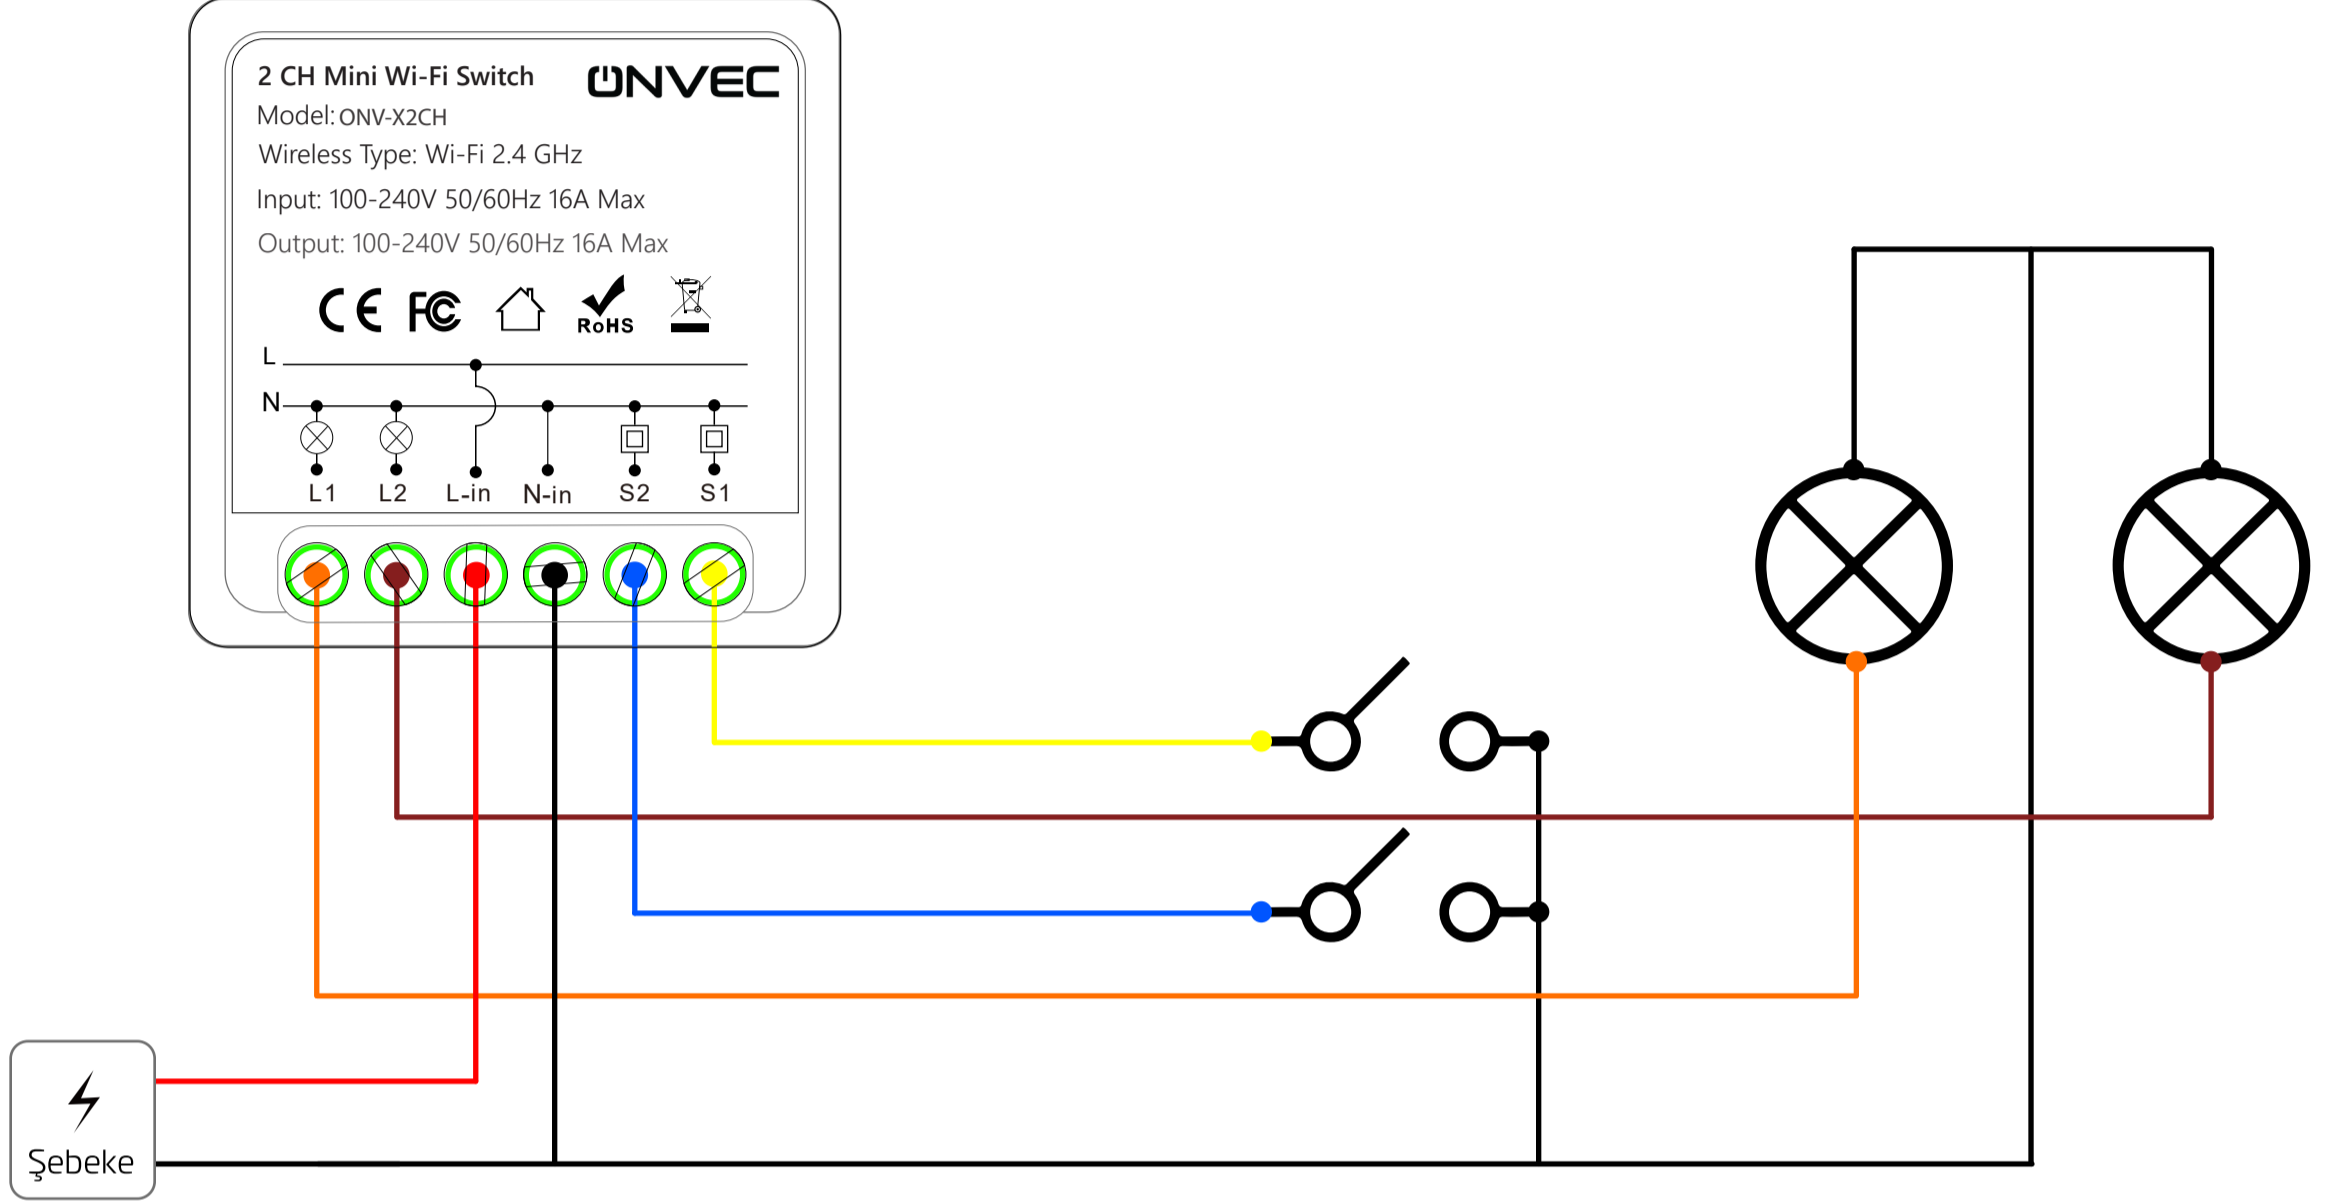 2 CH Mini Wi-Fi Switch
ONVEC
Model: ONV-X2CH
Wireless Type: Wi-Fi 2.4 GHz
Input: 100-240V 50/60Hz 16A Max
Output: 100-240V 50/60Hz 16A Max
CE FC RoHS
L
N
L1 L2 L-in N-in S2 S1
Şebeke